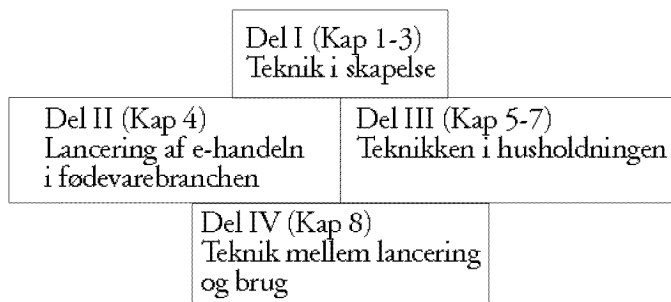 Del I (Kap 1-3)
Teknik i skapelse
Del II (Kap 4)
Lancering af e-handeln
i fødevarebranchen
Del III (Kap 5-7)
Teknikken i husholdningen
Del IV (Kap 8)
Teknik mellem lancering
og brug